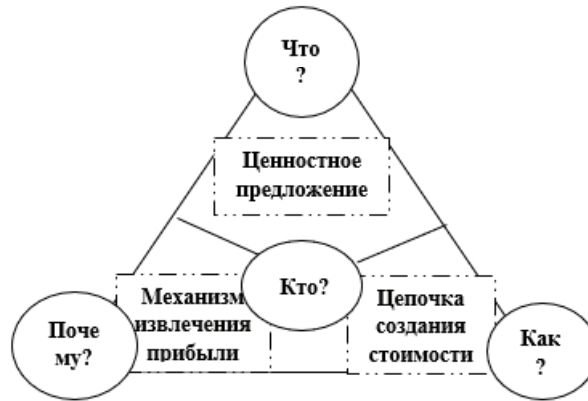 Что
?
Ценностное
предложение
Кто?
Механизм
извлечения
прибыли
Цепочка
создания
стоимости
Поче
му?
Как
?